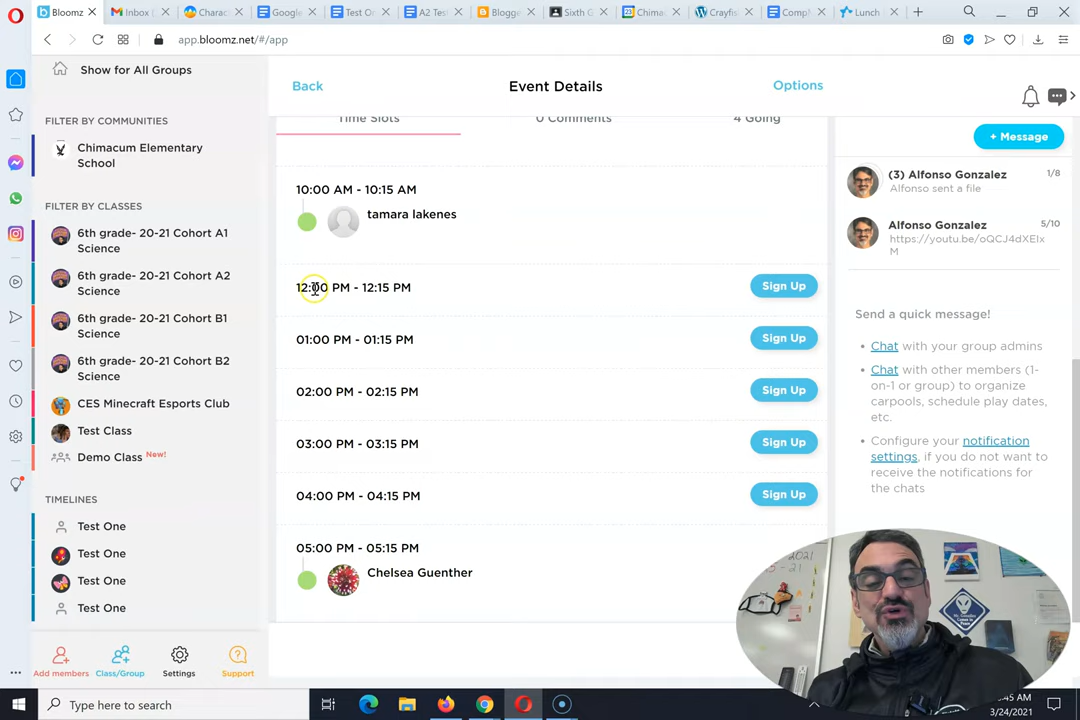 Bloomz
Inbox (
Charac
Google
Test On
A2 Tes
Blogge
Sixth G
Chima
Crayfis
CompN
Lunch
app.bloomz.net/#/app
Show for All Groups
Back
Event Details
Options
Time Slots
0 Comments
4 Going
+ Message
FILTER BY COMMUNITIES
Chimacum Elementary
School
FILTER BY CLASSES
6th grade- 20-21 Cohort A1
Science
6th grade- 20-21 Cohort A2
Science
6th grade- 20-21 Cohort B1
Science
6th grade- 20-21 Cohort B2
Science
CES Minecraft Esports Club
Test Class
Demo Class New!
TIMELINES
Test One
Test One
Test One
Test One
Add members
Class/Group
Settings
Support
10:00 AM - 10:15 AM
tamara lakenes
12:00 PM - 12:15 PM
Sign Up
01:00 PM - 01:15 PM
Sign Up
02:00 PM - 02:15 PM
Sign Up
03:00 PM - 03:15 PM
Sign Up
04:00 PM - 04:15 PM
Sign Up
05:00 PM - 05:15 PM
Chelsea Guenther
(3) Alfonso Gonzalez
1/8
Alfonso sent a file
Alfonso Gonzalez
5/10
https://youtu.be/oQCJ4dXEIx
M
Send a quick message!
• Chat with your group admins
• Chat with other members (1-
on-1 or group) to organize
carpools, schedule play dates,
etc.
• Configure your notification
settings, if you do not want to
receive the notifications for
the chats
Type here to search
:45 AM
3/24/2021